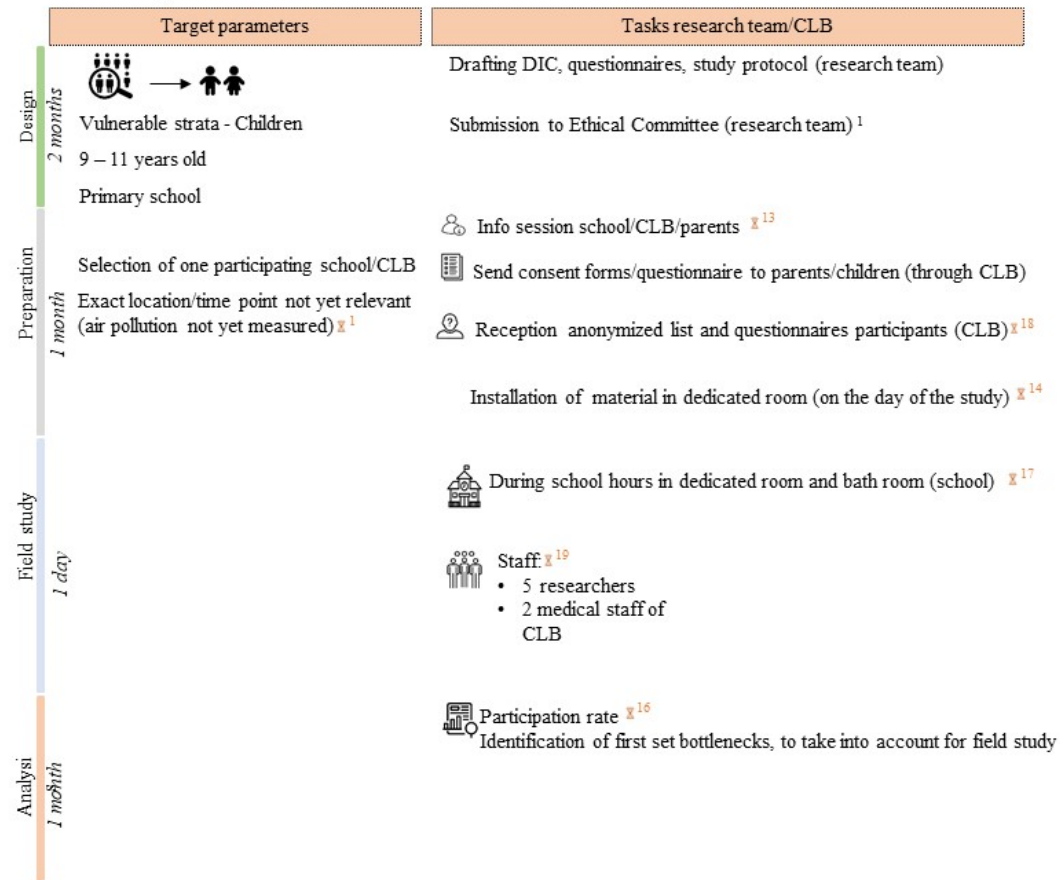 Target parameters
Tasks research team/CLB
Design
2 months
Vulnerable strata - Children
9 – 11 years old
Primary school
Drafting DIC, questionnaires, study protocol (research team)
Submission to Ethical Committee (research team) 1
Preparation
1 month
Selection of one participating school/CLB
Exact location/time point not yet relevant
(air pollution not yet measured) 1
Info session school/CLB/parents 13
Send consent forms/questionnaire to parents/children (through CLB)
Reception anonymized list and questionnaires participants (CLB) 18
Installation of material in dedicated room (on the day of the study) 14
Field study
1 day
During school hours in dedicated room and bath room (school) 17
Staff: 19
• 5 researchers
• 2 medical staff of
CLB
Analysi
s
1 month
Participation rate 16
Identification of first set bottlenecks, to take into account for field study